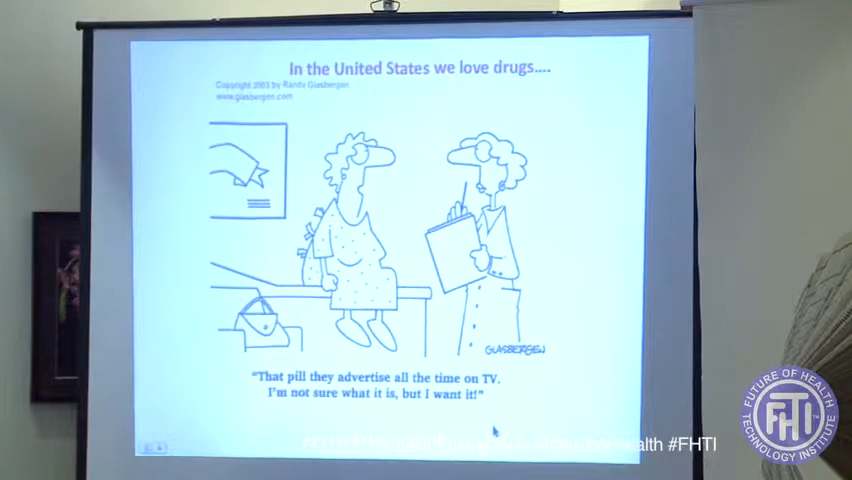 In the United States we love drugs....
Copyright 2003 by Randy Glasbergen
www.glasbergen.com
GLASBERGEN
"That pill they advertise all the time on TV.
I'm not sure what it is, but I want it!"
#FHTI
FUTURE OF HEALTH
FHTI
TECHNOLOGY INSTITUTE